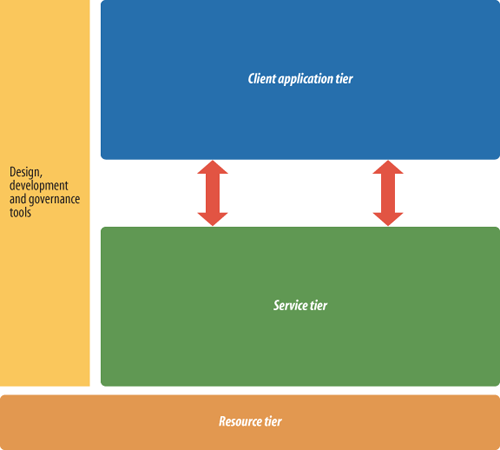 Client application tier
Design,
development
and governance
tools
Service tier
Resource tier